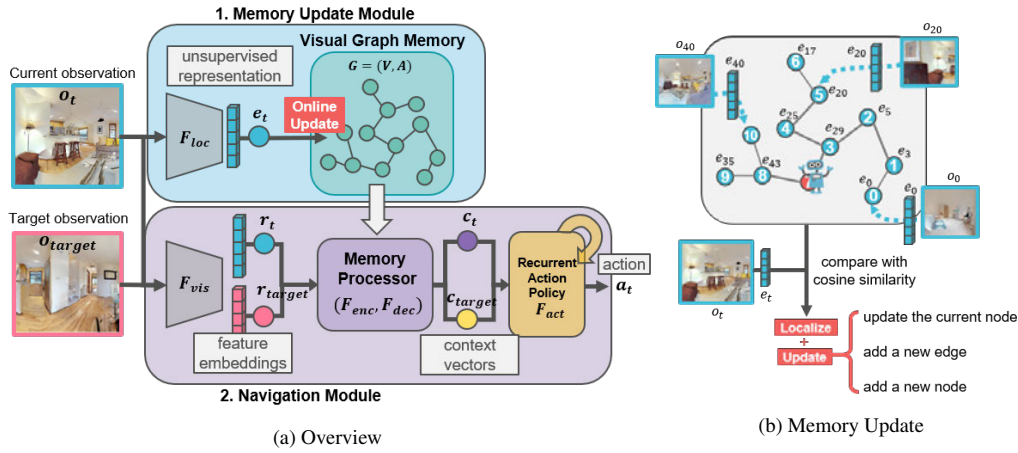 1. Memory Update Module
Current observation
o_t
unsupervised
representation
F_loc
e_t
Online
Update
Visual Graph Memory
G = (V, A)
Target observation
o_target
F_vis
r_t
r_target
feature
embeddings
Memory
Processor
(F_enc, F_dec)
c_t
c_target
context
vectors
Recurrent
Action
Policy
F_act
action
a_t
2. Navigation Module
(a) Overview
o_40
e_40
e_17
6
e_20
o_20
5
e_20
e_25
4
e_29
3
2
e_5
10
e_35
9
e_43
8
7
1
e_3
e_0
0
e_0
o_0
o_t
e_t
compare with
cosine similarity
Localize
+
Update
update the current node
add a new edge
add a new node
(b) Memory Update